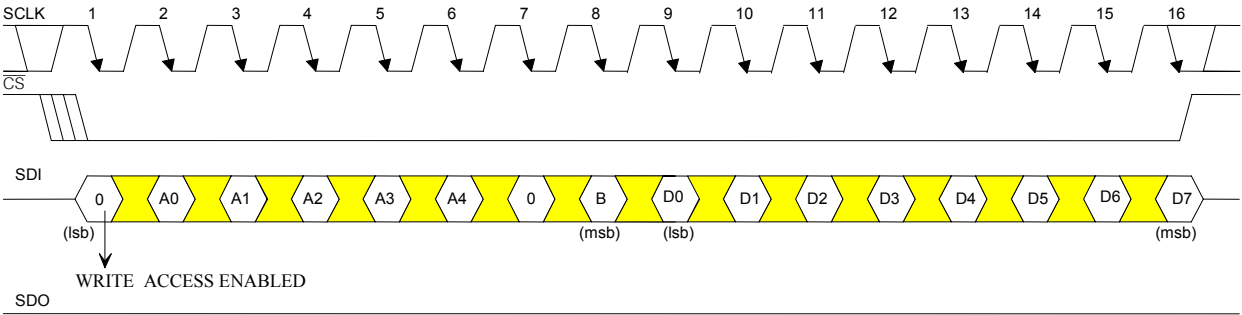 SCLK 1 2 3 4 5 6 7 8 9 10 11 12 13 14 15 16
CS
SDI
0 A0 A1 A2 A3 A4 0 B D0 D1 D2 D3 D4 D5 D6 D7
(lsb) (msb) (lsb) (msb)
WRITE ACCESS ENABLED
SDO